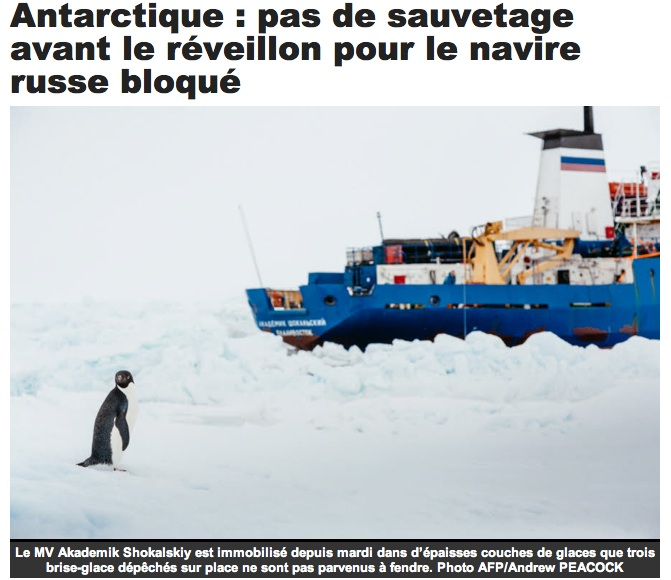 Antarctique : pas de sauvetage
avant le réveillon pour le navire
russe bloqué
АКАДЕМИК ШОКАЛЬСКИЙ
ВЛАДИВОСТОК
Le MV Akademik Shokalskiy est immobilisé depuis mardi dans d'épaisses couches de glaces que trois
brise-glace dépêchés sur place ne sont pas parvenus à fendre. Photo AFP/Andrew PEACOCK